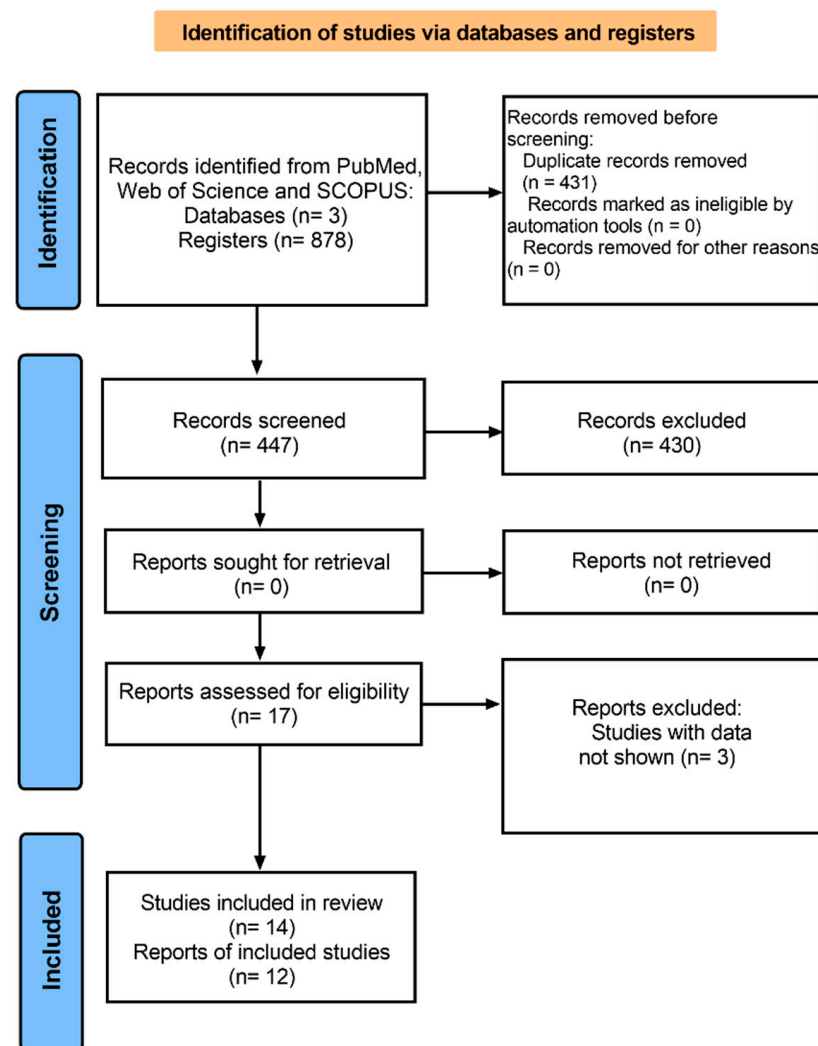 Identification of studies via databases and registers
Identification
Records identified from PubMed,
Web of Science and SCOPUS:
Databases (n= 3)
Registers (n= 878)
Records removed before
screening:
Duplicate records removed
(n = 431)
Records marked as ineligible by
automation tools (n = 0)
Records removed for other reasons
(n = 0)
Screening
Records screened
(n= 447)
Records excluded
(n= 430)
Reports sought for retrieval
(n= 0)
Reports not retrieved
(n= 0)
Reports assessed for eligibility
(n= 17)
Reports excluded:
Studies with data
not shown (n= 3)
Included
Studies included in review
(n= 14)
Reports of included studies
(n= 12)